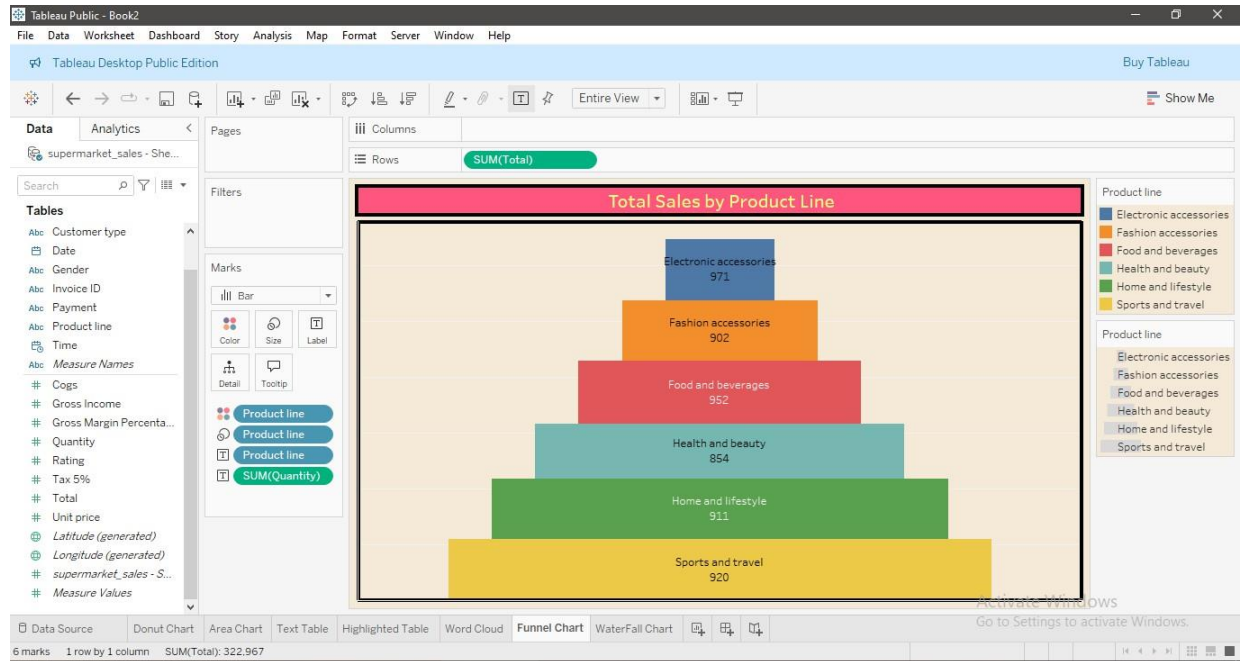 Tableau Public - Book2
File Data Worksheet Dashboard Story Analysis Map Format Server Window Help
Tableau Desktop Public Edition
Buy Tableau
Entire View
Show Me
Data Analytics
supermarket_sales - She...
Search
Tables
Abc Customer type
Date
Abc Gender
Abc Invoice ID
Abc Payment
Abc Product line
Time
Abc Measure Names
# Cogs
# Gross Income
# Gross Margin Percenta...
# Quantity
# Rating
# Tax 5%
# Total
# Unit price
Latitude (generated)
Longitude (generated)
# supermarket_sales - S...
# Measure Values
Pages
Filters
Marks
Bar
Color Size Label
Detail Tooltip
Product line
Product line
Product line
SUM(Quantity)
Columns
Rows SUM(Total)
Total Sales by Product Line
Electronic accessories
971
Fashion accessories
902
Food and beverages
952
Health and beauty
854
Home and lifestyle
911
Sports and travel
920
Product line
Electronic accessories
Fashion accessories
Food and beverages
Health and beauty
Home and lifestyle
Sports and travel
Product line
Electronic accessories
Fashion accessories
Food and beverages
Health and beauty
Home and lifestyle
Sports and travel
Activate Windows
Go to Settings to activate Windows.
Data Source Donut Chart Area Chart Text Table Highlighted Table Word Cloud Funnel Chart WaterFall Chart
6 marks 1 row by 1 column SUM(Total): 322,967